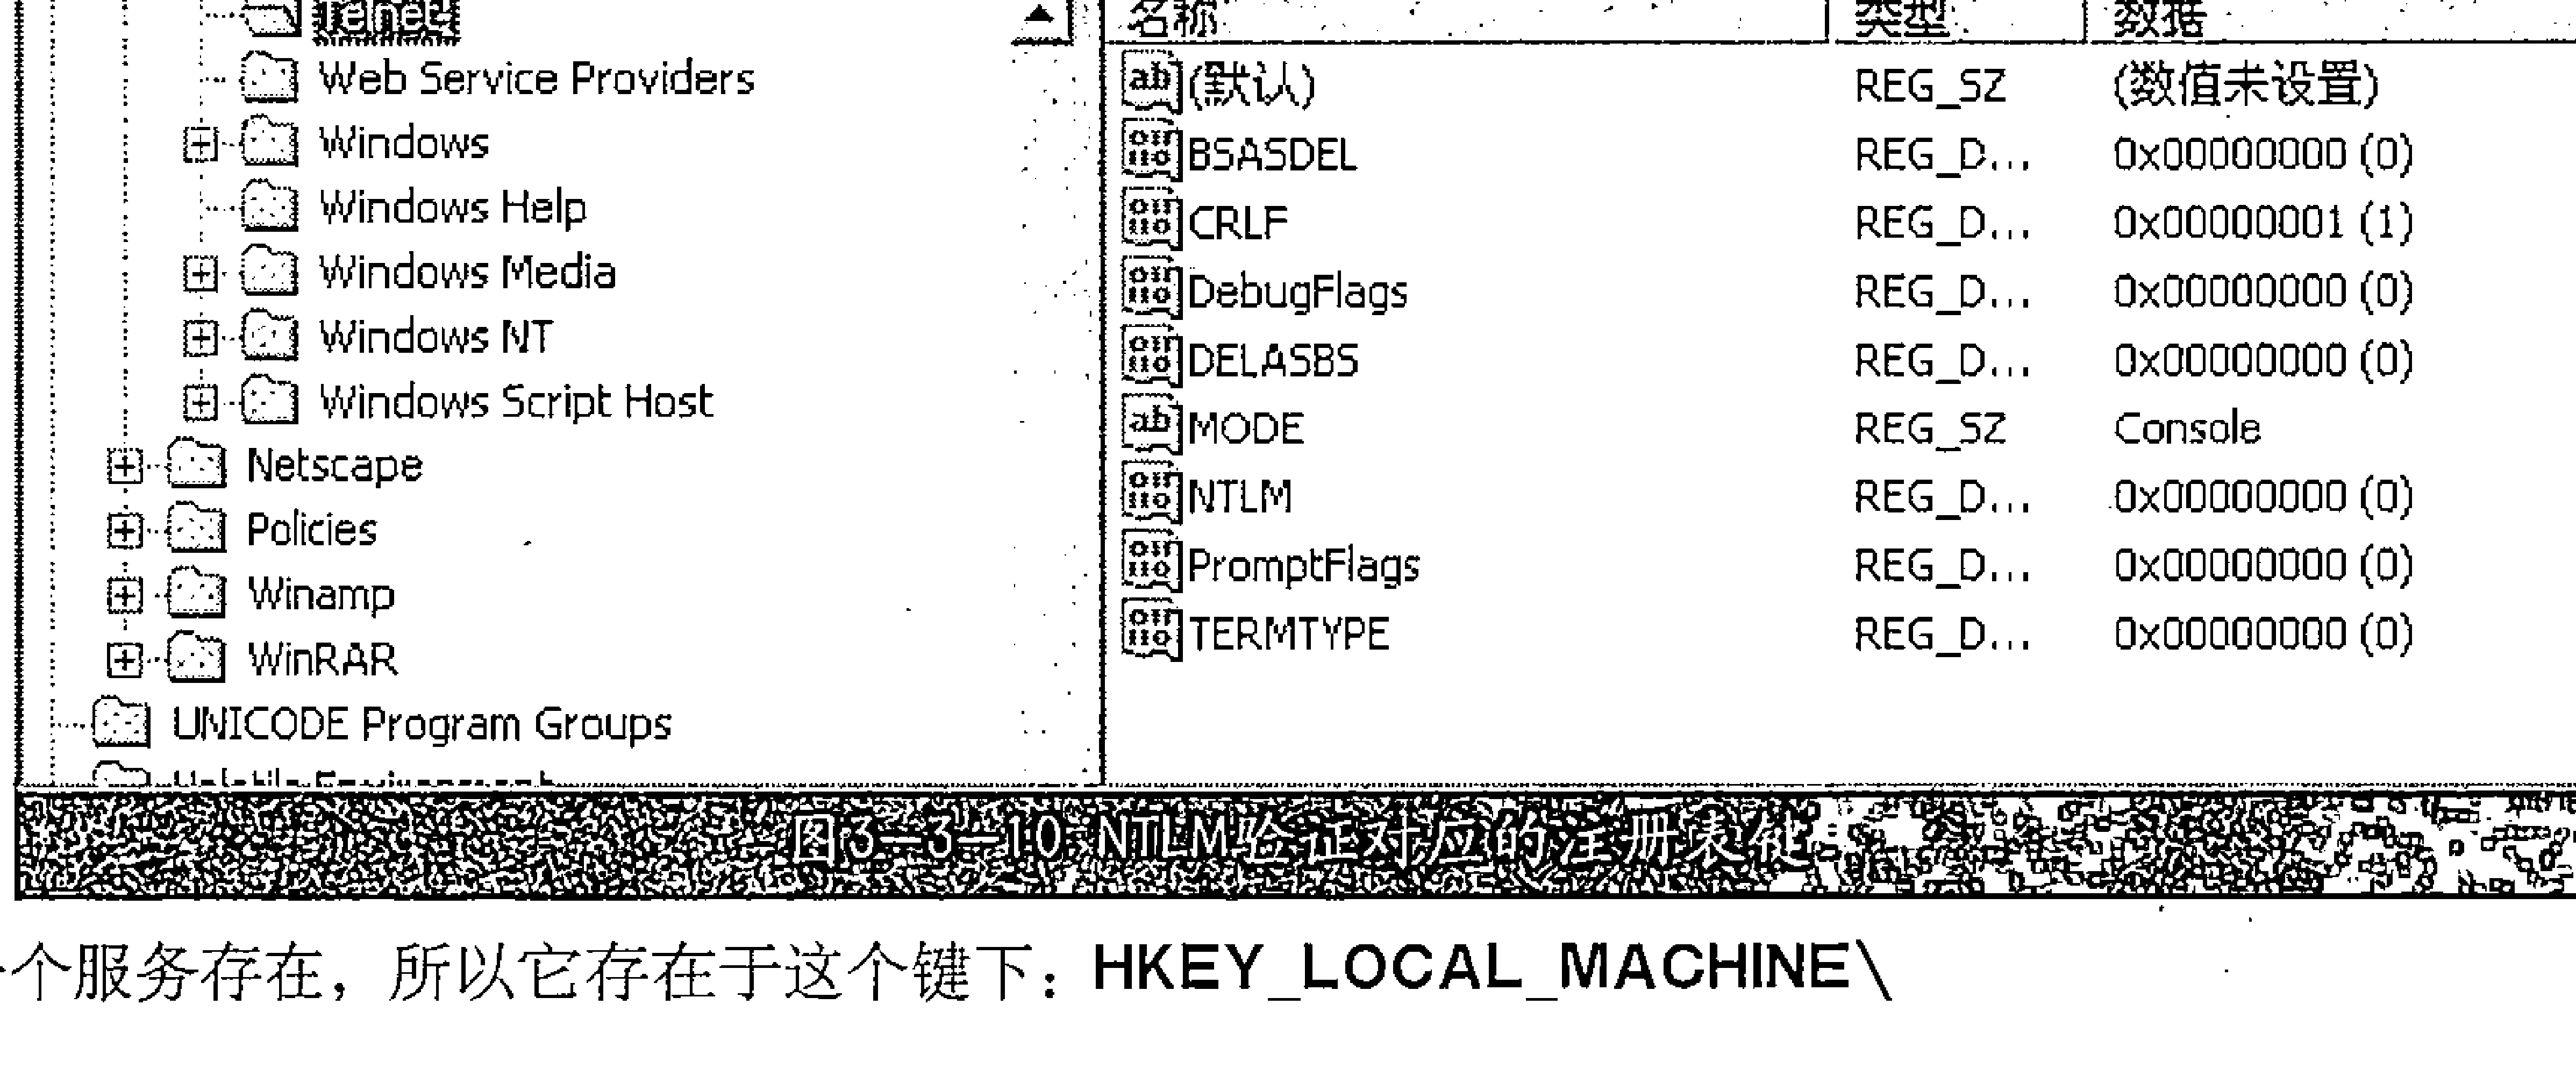 Telnet
Web Service Providers
Windows
Windows Help
Windows Media
Windows NT
Windows Script Host
Netscape
Policies
Winamp
WinRAR
UNICODE Program Groups
名称 类型 数据
(默认) REG_SZ (数值未设置)
BSASDEL REG_D... 0x00000000 (0)
CRLF REG_D... 0x00000001 (1)
DebugFlags REG_D... 0x00000000 (0)
DELASBS REG_D... 0x00000000 (0)
MODE REG_SZ Console
NTLM REG_D... 0x00000000 (0)
PromptFlags REG_D... 0x00000000 (0)
TERMTYPE REG_D... 0x00000000 (0)
图3-3-10 NTLM验证对应的注册表键
个服务存在，所以它存在于这个键下：HKEY_LOCAL_MACHINE\